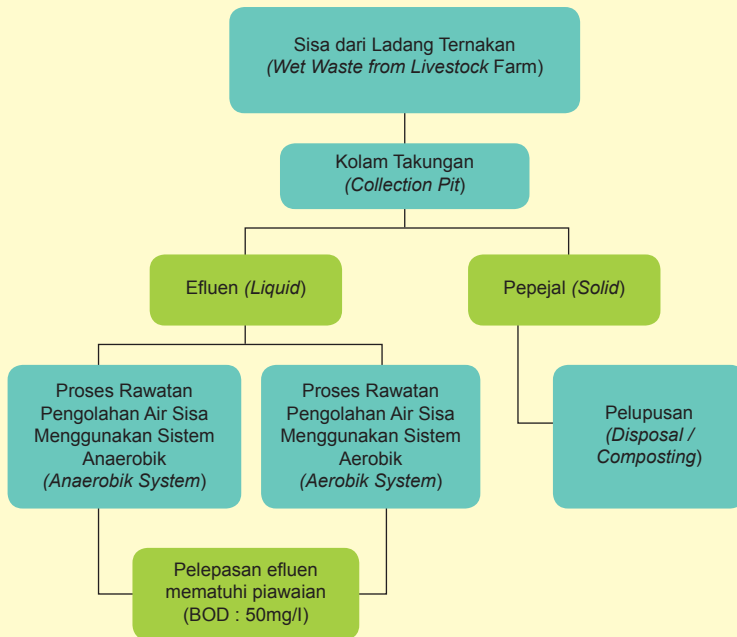 Sisa dari Ladang Ternakan
(Wet Waste from Livestock Farm)
Kolam Takungan
(Collection Pit)
Efluen (Liquid)
Pepejal (Solid)
Proses Rawatan
Pengolahan Air Sisa
Menggunakan Sistem
Anaerobik
(Anaerobik System)
Proses Rawatan
Pengolahan Air Sisa
Menggunakan Sistem
Aerobik
(Aerobik System)
Pelupusan
(Disposal /
Composting)
Pelepasan efluen
mematuhi piawaian
(BOD : 50mg/l)